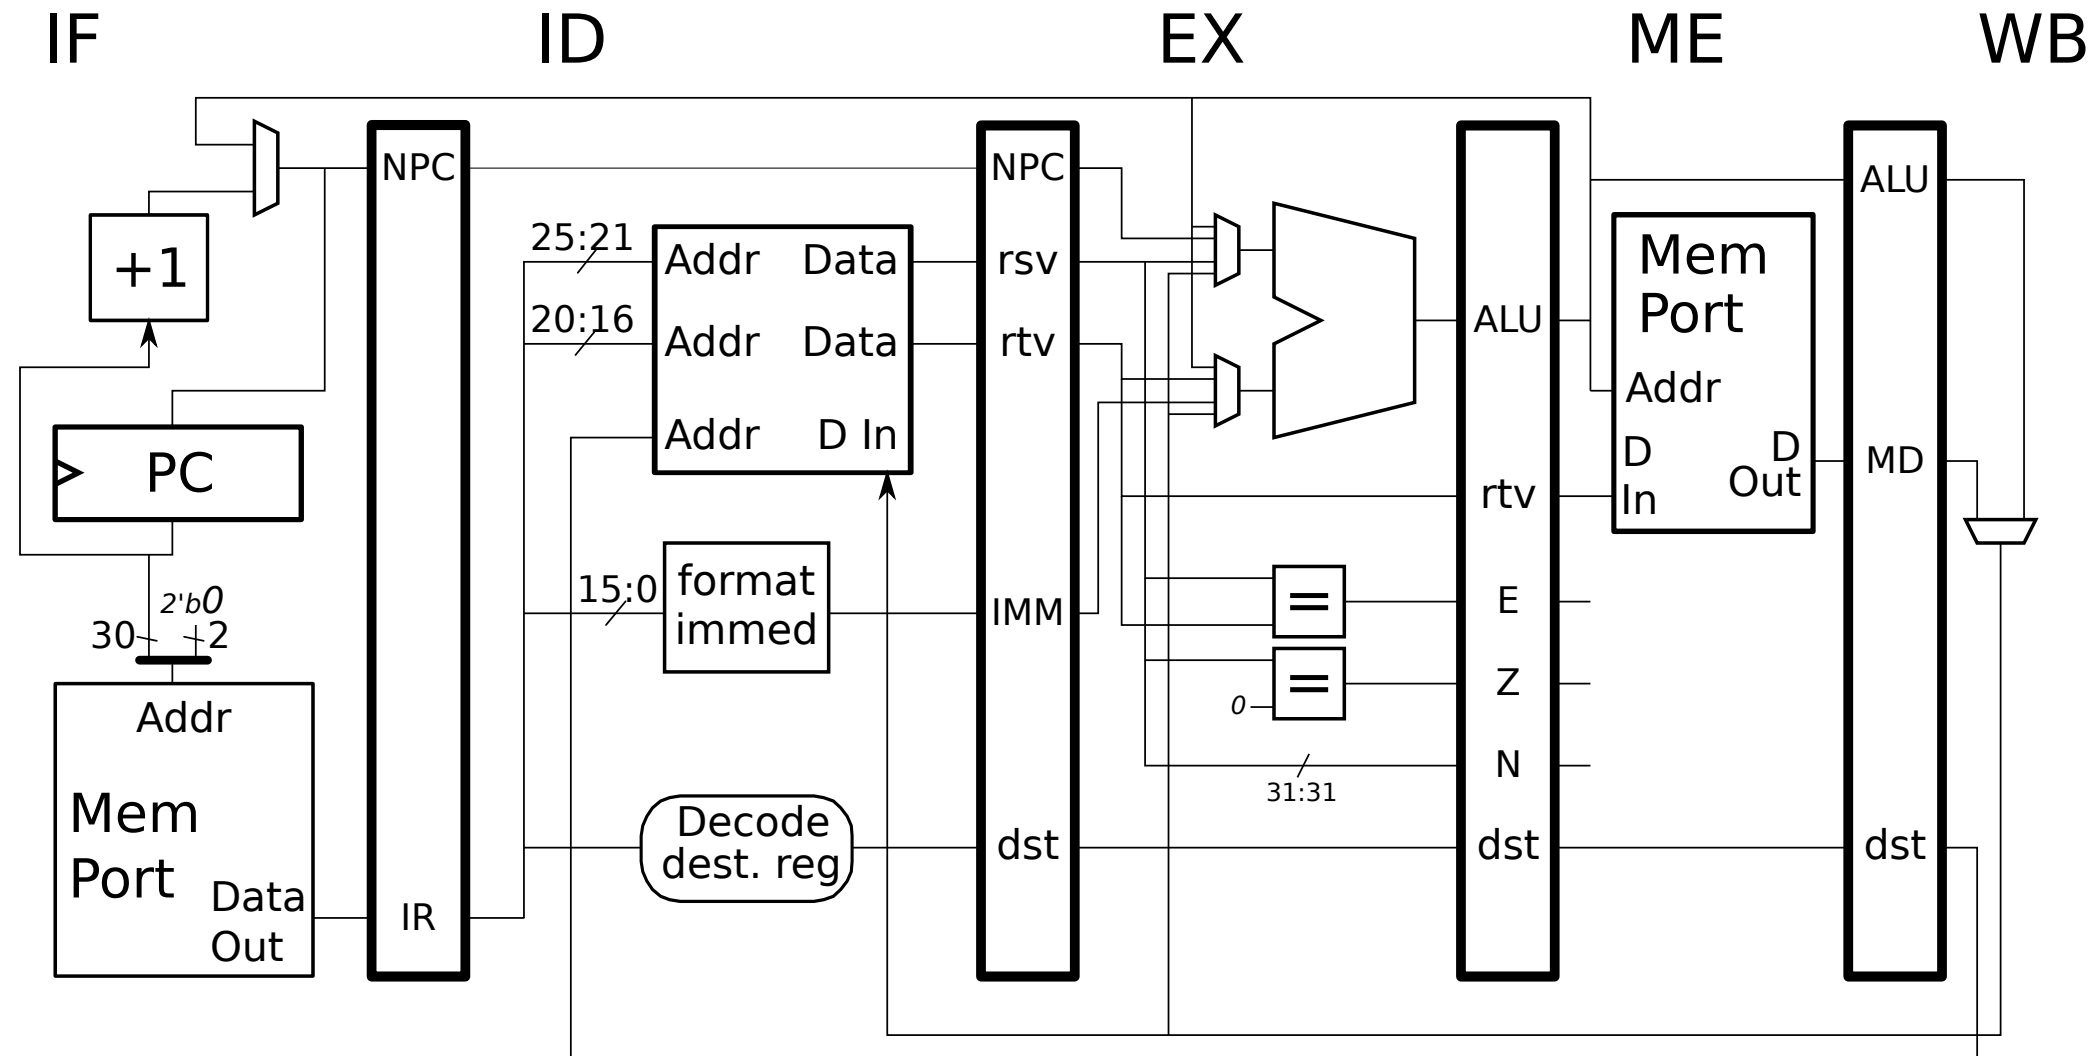 IF
ID
EX
ME
WB
+1
PC
2'b0
30
2
Addr
Mem
Port
Data
Out
NPC
IR
25:21
20:16
Addr
Data
Addr
Data
Addr
D In
15:0
format
immed
Decode
dest. reg
NPC
rsv
rtv
IMM
dst
=
=
0
31:31
ALU
rtv
E
Z
N
dst
Mem
Port
Addr
D
In
D
Out
ALU
MD
dst